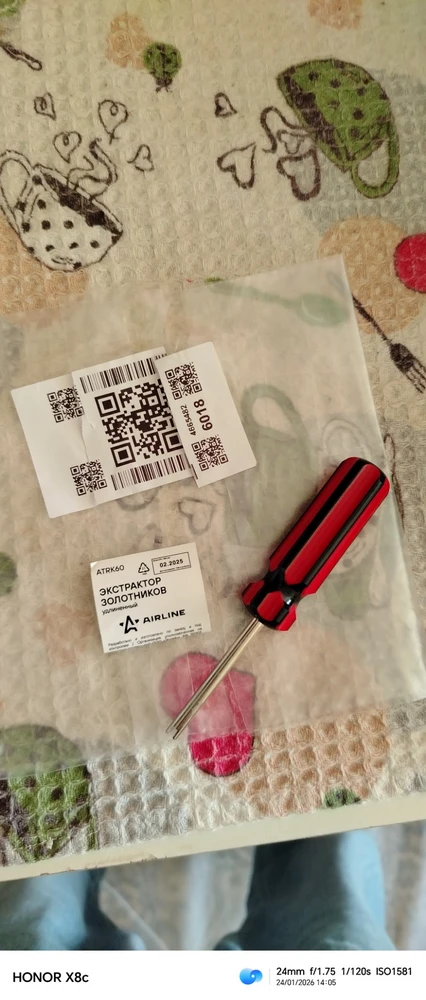 4665482
6018
ATRK60
02.2025
ЭКСТРАКТОР
ЗОЛОТНИКОВ
удлиненный
AIRLINE
HONOR X8c
24mm f/1.75 1/120s ISO1581
24/01/2026 14:05